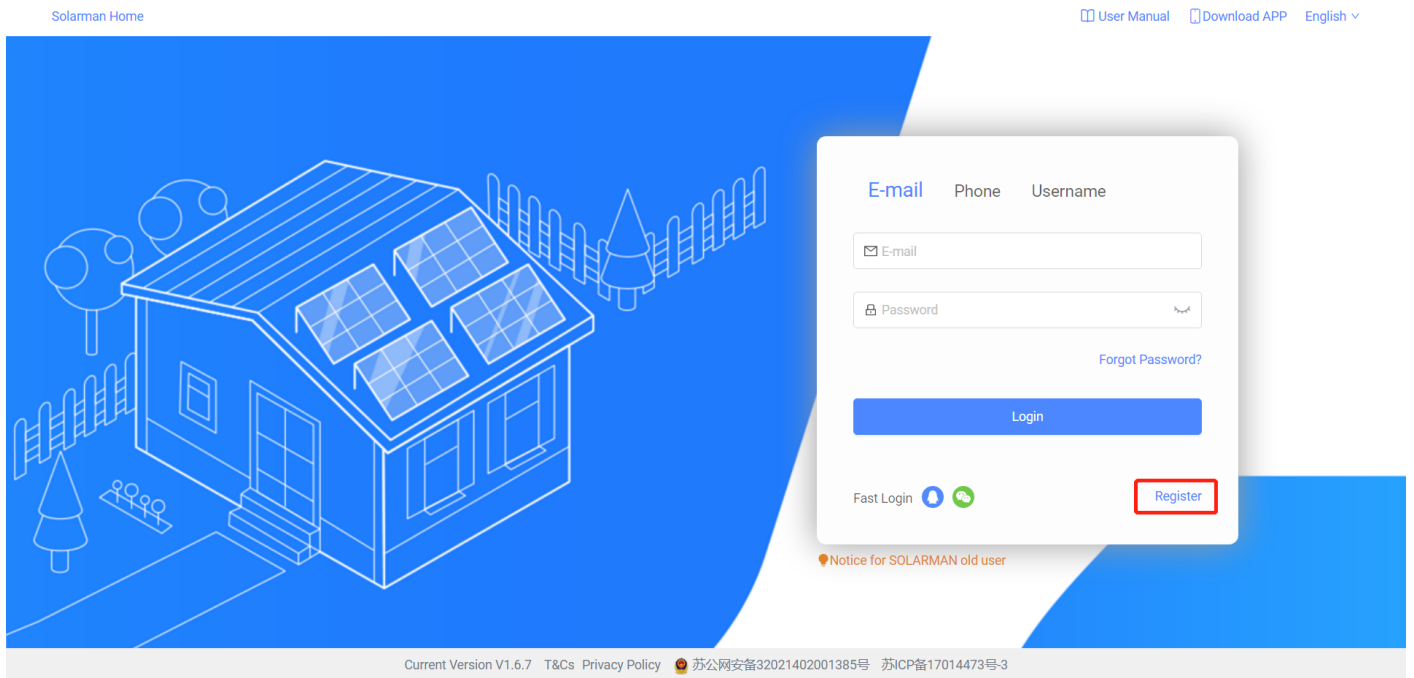 Solarman Home User Manual Download APP English
E-mail Phone Username
E-mail
Password
Forgot Password?
Login
Fast Login Register
Notice for SOLARMAN old user
Current Version V1.6.7 T&Cs Privacy Policy 苏公网安备32021402001385号 苏ICP备17014473号-3